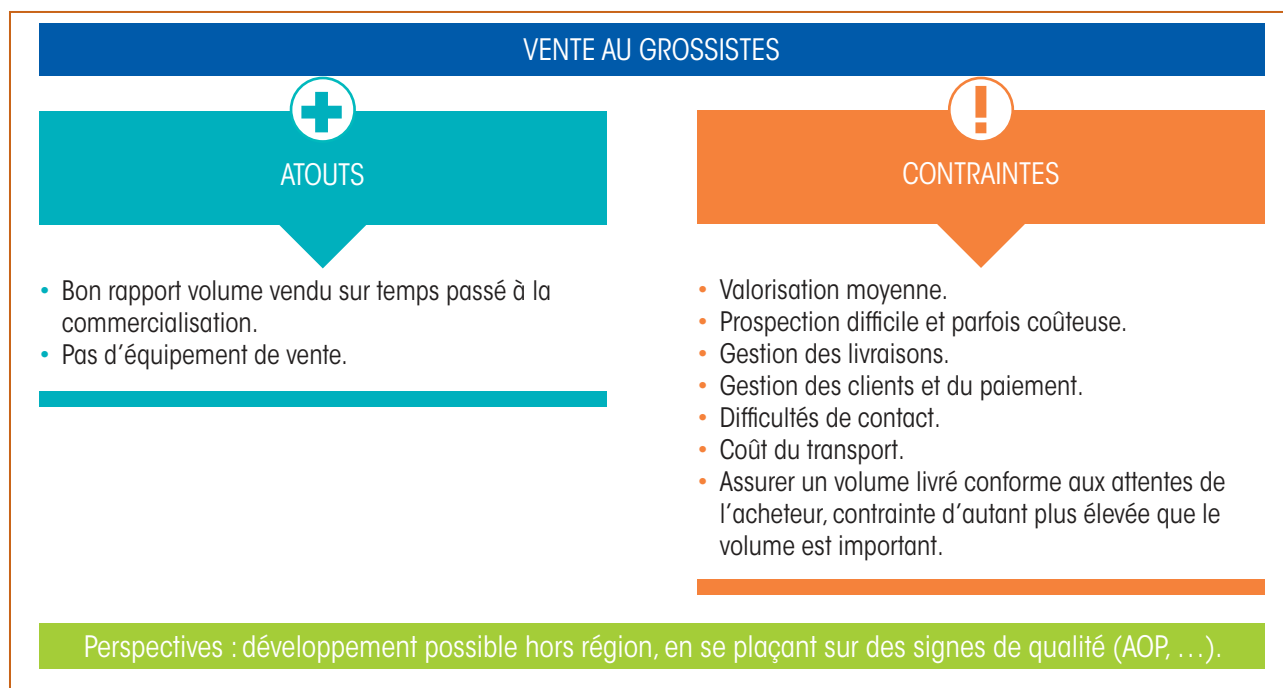 VENTE AU GROSSISTES
ATOUTS
• Bon rapport volume vendu sur temps passé à la
commercialisation.
• Pas d’équipement de vente.
CONTRAINTES
• Valorisation moyenne.
• Prospection difficile et parfois coûteuse.
• Gestion des livraisons.
• Gestion des clients et du paiement.
• Difficultés de contact.
• Coût du transport.
• Assurer un volume livré conforme aux attentes de
l’acheteur, contrainte d’autant plus élevée que le
volume est important.
Perspectives : développement possible hors région, en se plaçant sur des signes de qualité (AOP, …).